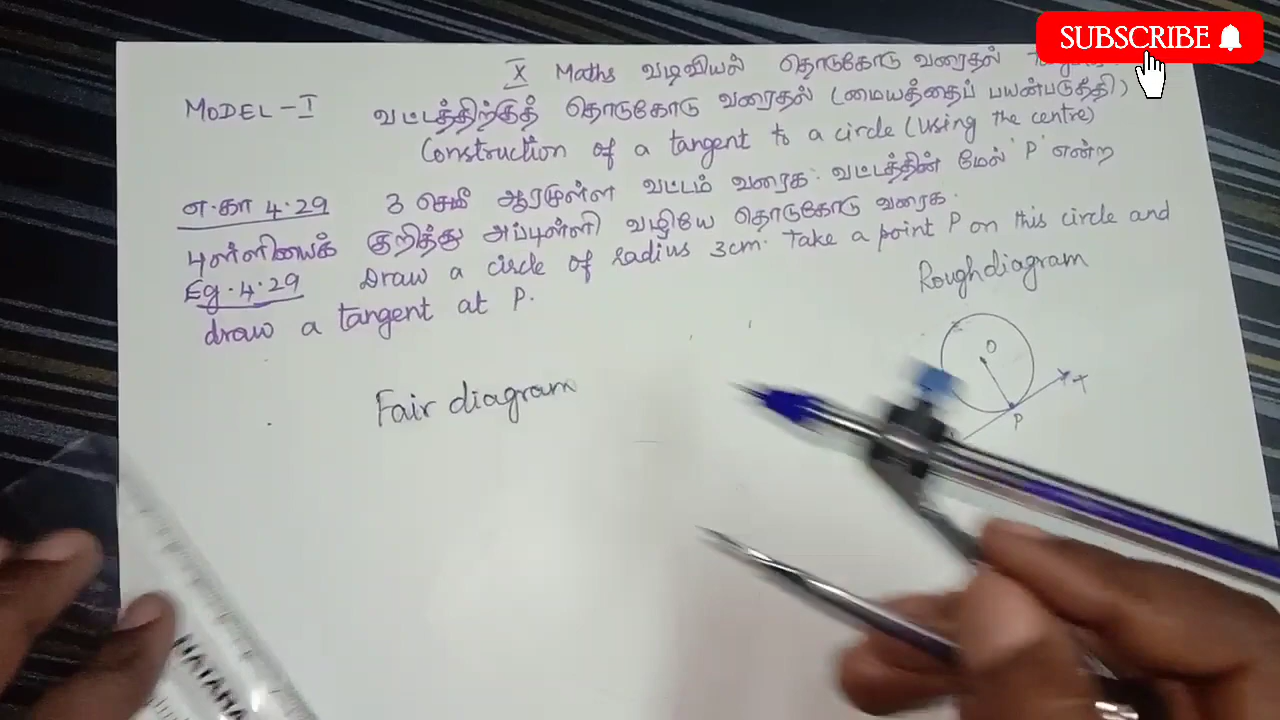 SUBSCRIBE
X Maths வடிவியல் தொடுகோடு வரைதல்
MODEL-I வட்டத்திற்குத் தொடுகோடு வரைதல் (மையத்தைப் பயன்படுத்தி)
Construction of a tangent to a circle (using the centre)
எ.கா 4.29 3 செமீ ஆரமுள்ள வட்டம் வரைக. வட்டத்தின் மேல் 'P' என்ற
புள்ளியைக் குறித்து அப்புள்ளி வழியே தொடுகோடு வரைக.
Eg. 4.29 Draw a circle of radius 3cm. Take a point P on this circle and
draw a tangent at P.
Rough diagram
O
T
P
Fair diagram
NATARA